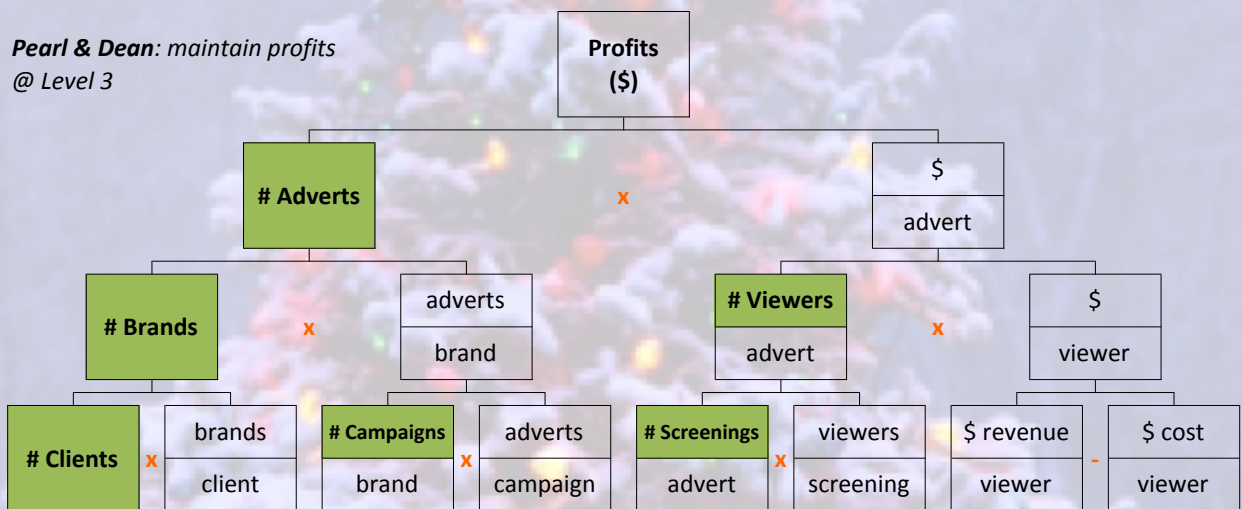 Pearl & Dean: maintain profits
@ Level 3
Profits
($)
# Adverts
x
$
advert
# Brands
x
adverts
brand
# Viewers
advert
x
$
viewer
# Clients
x
brands
client
# Campaigns
brand
x
adverts
campaign
# Screenings
advert
x
viewers
screening
$ revenue
viewer
-
$ cost
viewer